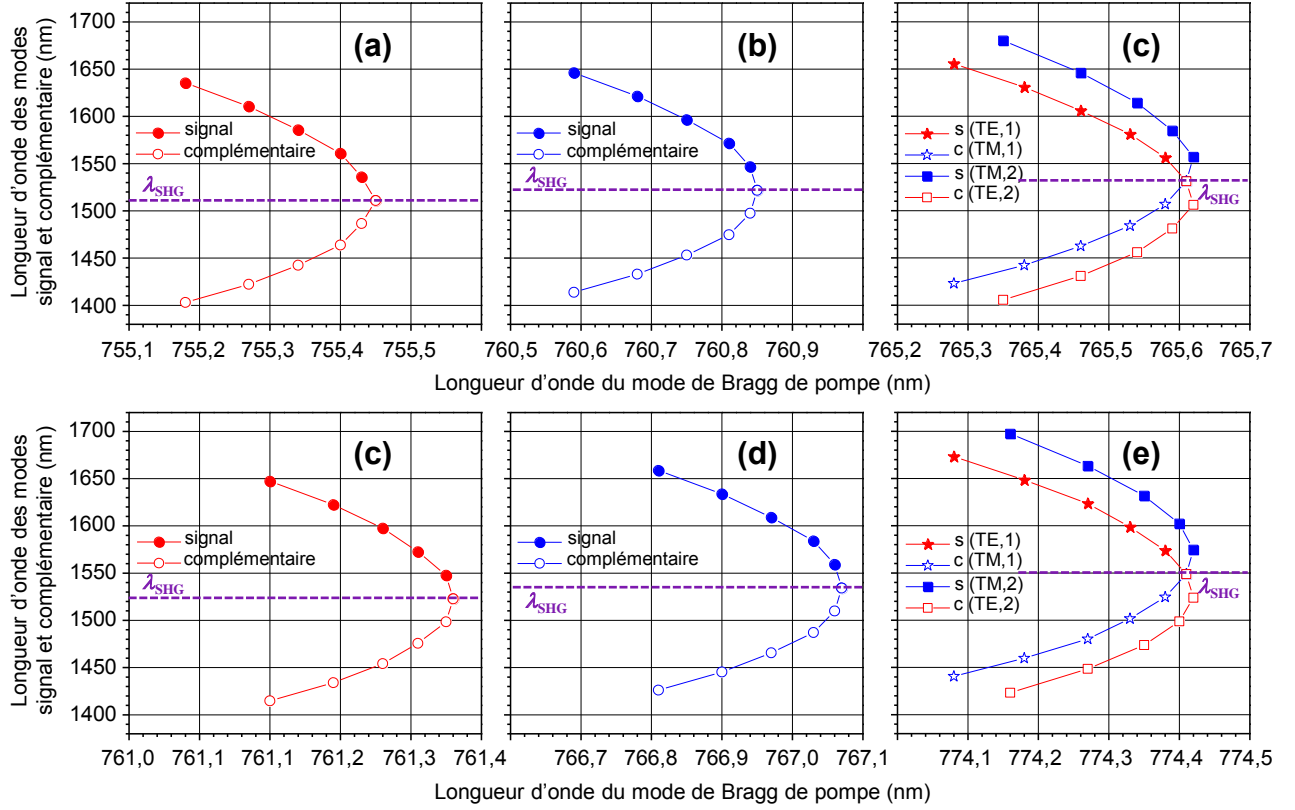 Longueur d'onde des modes
signal et complémentaire (nm)
1700
1650
1600
1550
1500
1450
1400
(a)
signal
complémentaire
λSHG
755,1 755,2 755,3 755,4 755,5
(b)
signal
complémentaire
λSHG
760,5 760,6 760,7 760,8 760,9
(c)
s (TE,1)
c (TM,1)
s (TM,2)
c (TE,2)
λSHG
765,2 765,4 765,5 765,6 765,7
Longueur d'onde du mode de Bragg de pompe (nm)
Longueur d'onde des modes
signal et complémentaire (nm)
1700
1650
1600
1550
1500
1450
1400
(c)
signal
complémentaire
λSHG
761,0 761,1 761,2 761,3 761,4
(d)
signal
complémentaire
λSHG
766,7 766,8 766,9 767,0 767,1
(e)
s (TE,1)
c (TM,1)
s (TM,2)
c (TE,2)
λSHG
774,1 774,2 774,3 774,4 774,5
Longueur d'onde du mode de Bragg de pompe (nm)